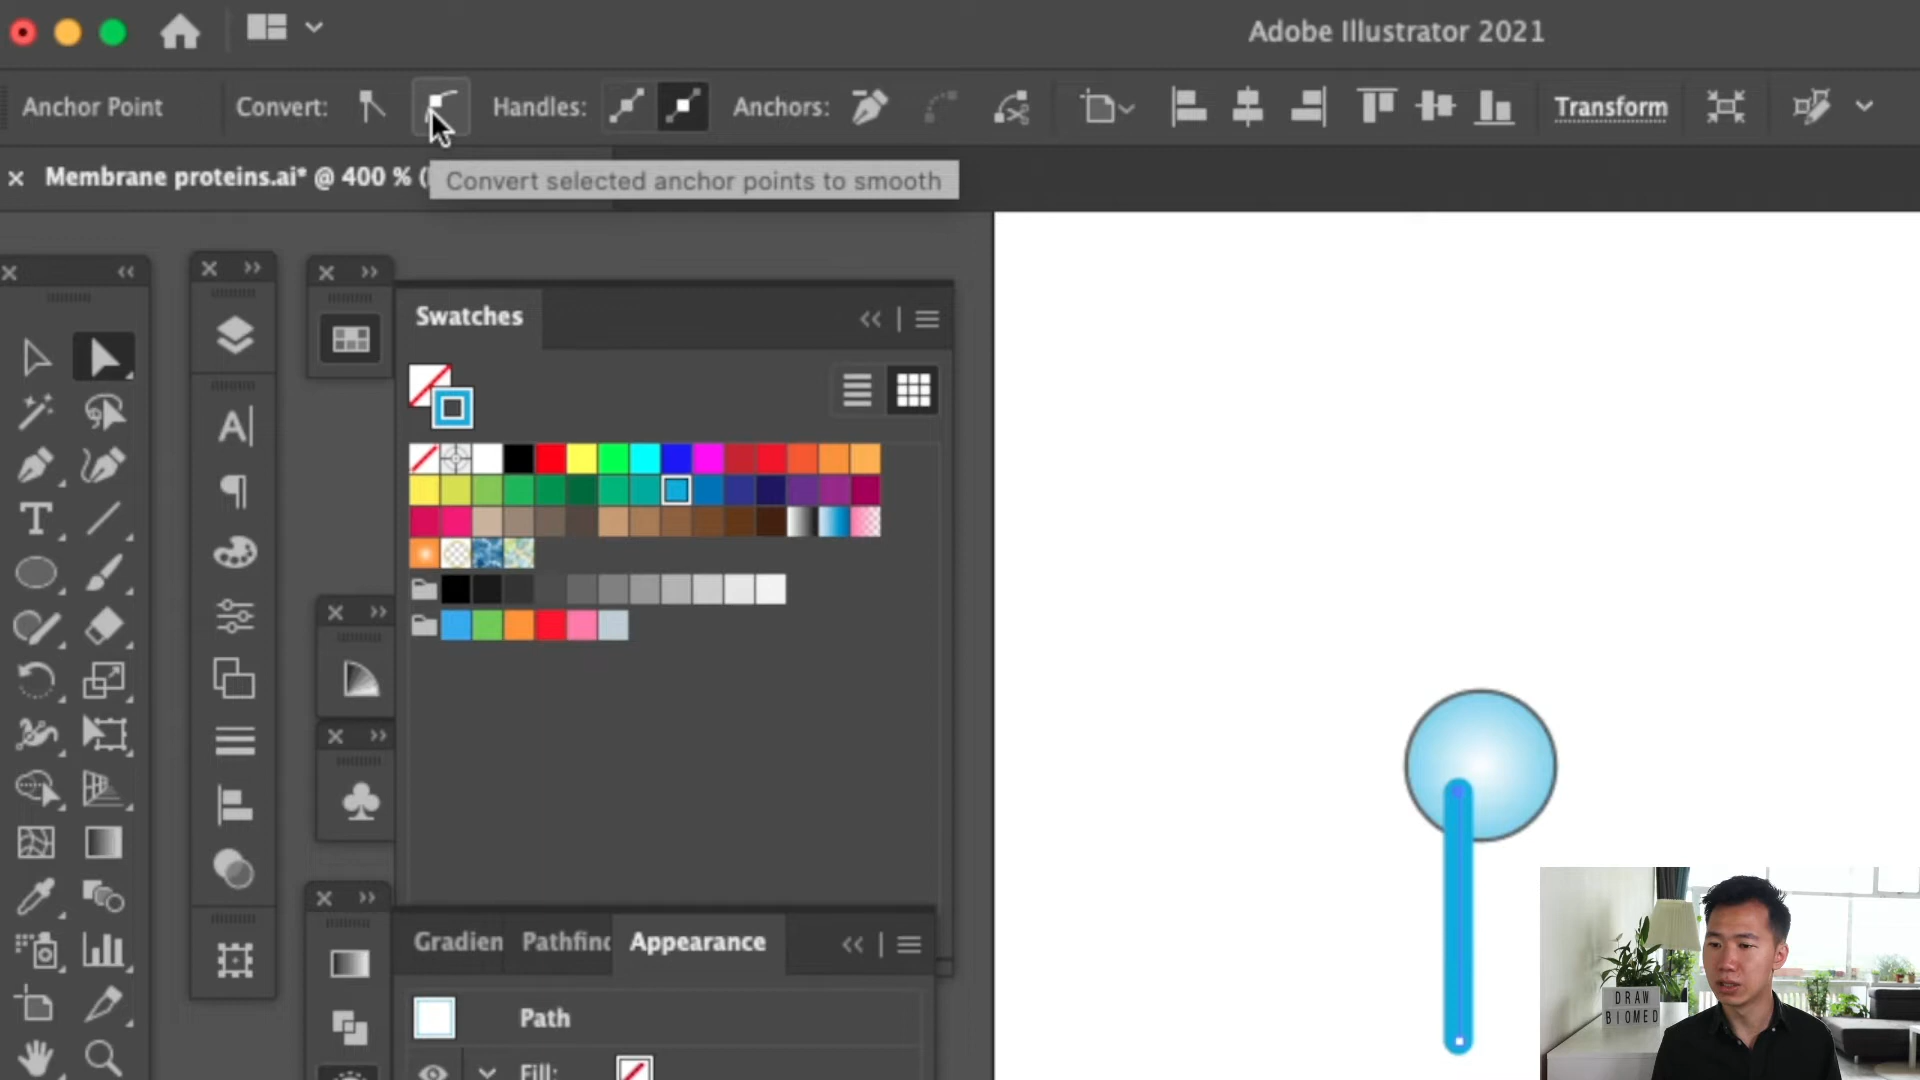 Adobe Illustrator 2021
Anchor Point
Convert:
Handles:
Anchors:
Transform
Membrane proteins.ai* @ 400 % (
Convert selected anchor points to smooth
Swatches
Gradien
Pathfinc
Appearance
Path
Fill:
DRAW
BIOMED